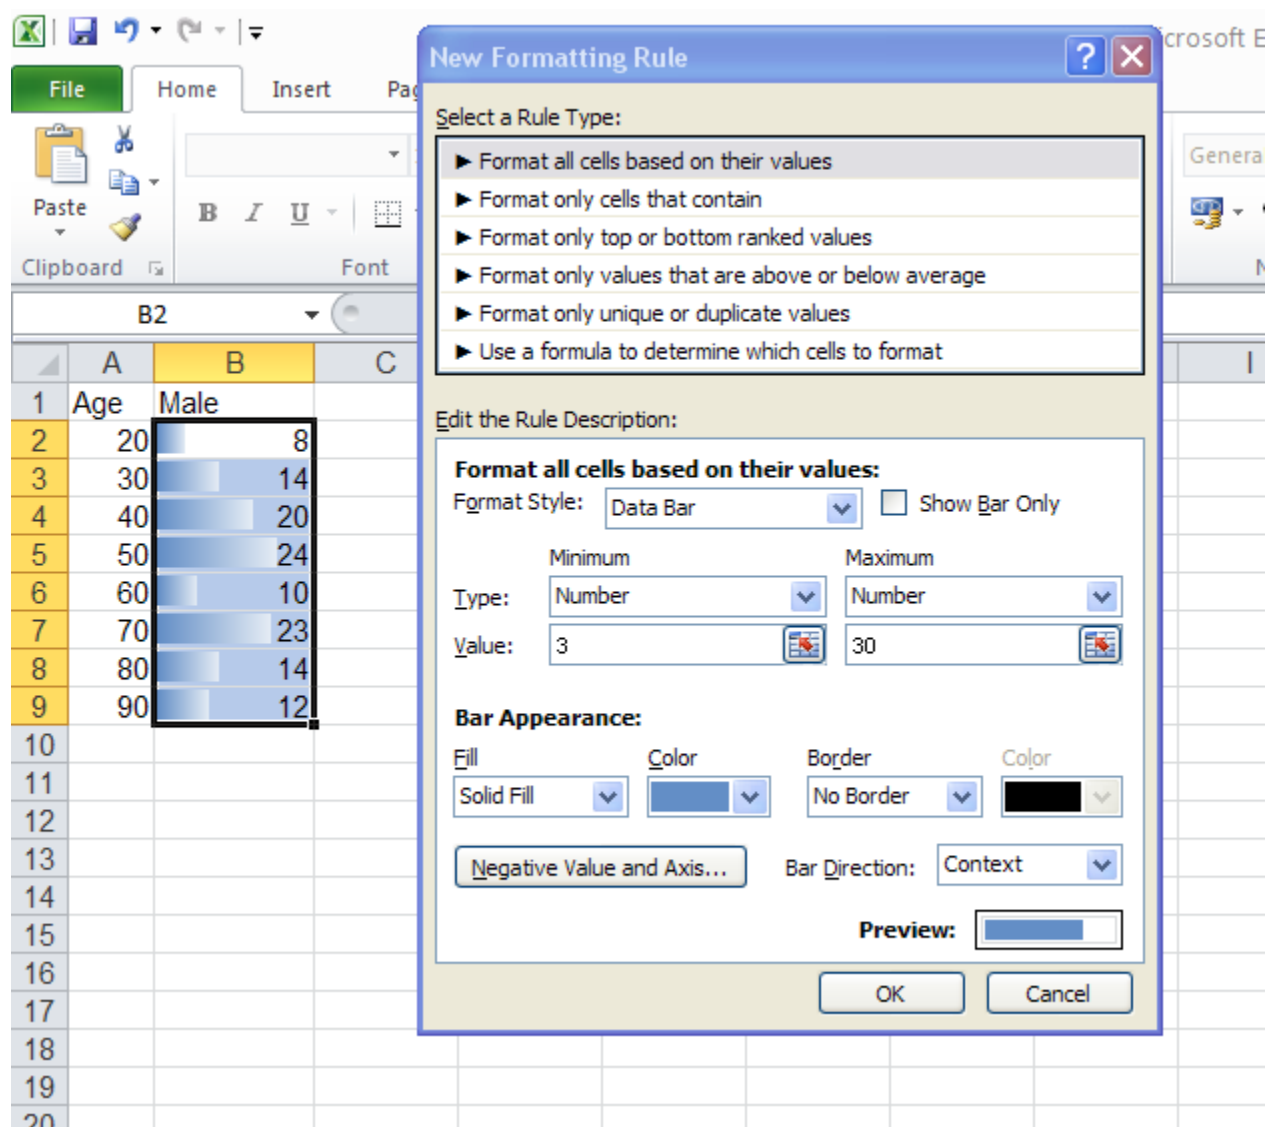 crosoft E
New Formatting Rule
File Home Insert Pag
Select a Rule Type:
► Format all cells based on their values
► Format only cells that contain
► Format only top or bottom ranked values
► Format only values that are above or below average
► Format only unique or duplicate values
► Use a formula to determine which cells to format
Genera
Paste
B I U
Clipboard Font
B2
A B C I
1 Age Male
2 20 8
3 30 14
4 40 20
5 50 24
6 60 10
7 70 23
8 80 14
9 90 12
10
11
12
13
14
15
16
17
18
19
20
Edit the Rule Description:
Format all cells based on their values:
Format Style: Data Bar Show Bar Only
Minimum Maximum
Type: Number Number
Value: 3 30
Bar Appearance:
Fill Color Border Color
Solid Fill No Border
Negative Value and Axis... Bar Direction: Context
Preview:
OK Cancel